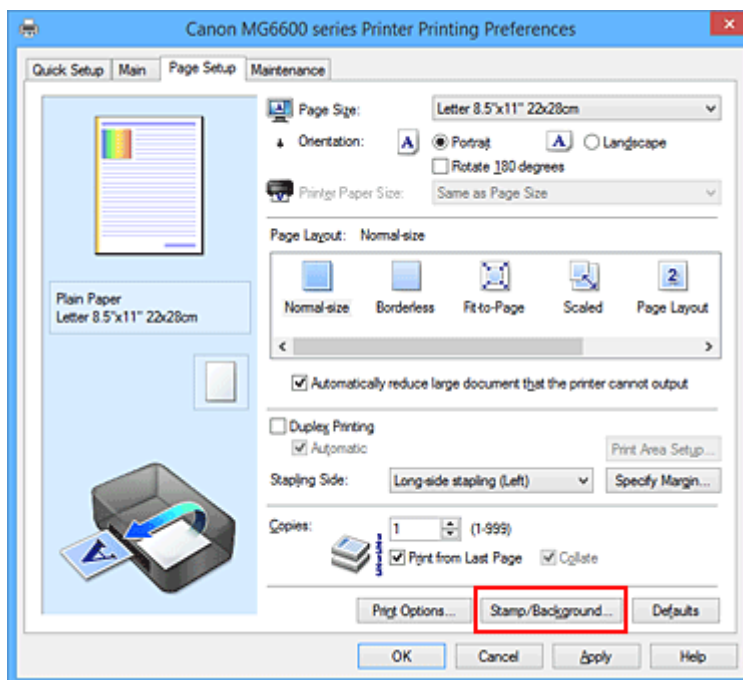 Canon MG6600 series Printer Printing Preferences
Quick Setup Main Page Setup Maintenance
Page Size: Letter 8.5"x11" 22x28cm
Orientation: A Portrait A Landscape
Rotate 180 degrees
Printer Paper Size: Same as Page Size
Page Layout: Normal-size
2
Normal-size Borderless Fit-to-Page Scaled Page Layout
Plain Paper
Letter 8.5"x11" 22x28cm
Automatically reduce large document that the printer cannot output
Duplex Printing
Automatic Print Area Setup...
Stapling Side: Long-side stapling (Left) Specify Margin...
Copies: 1 (1-999)
Print from Last Page Collate
A
Print Options... Stamp/Background... Defaults
OK Cancel Apply Help